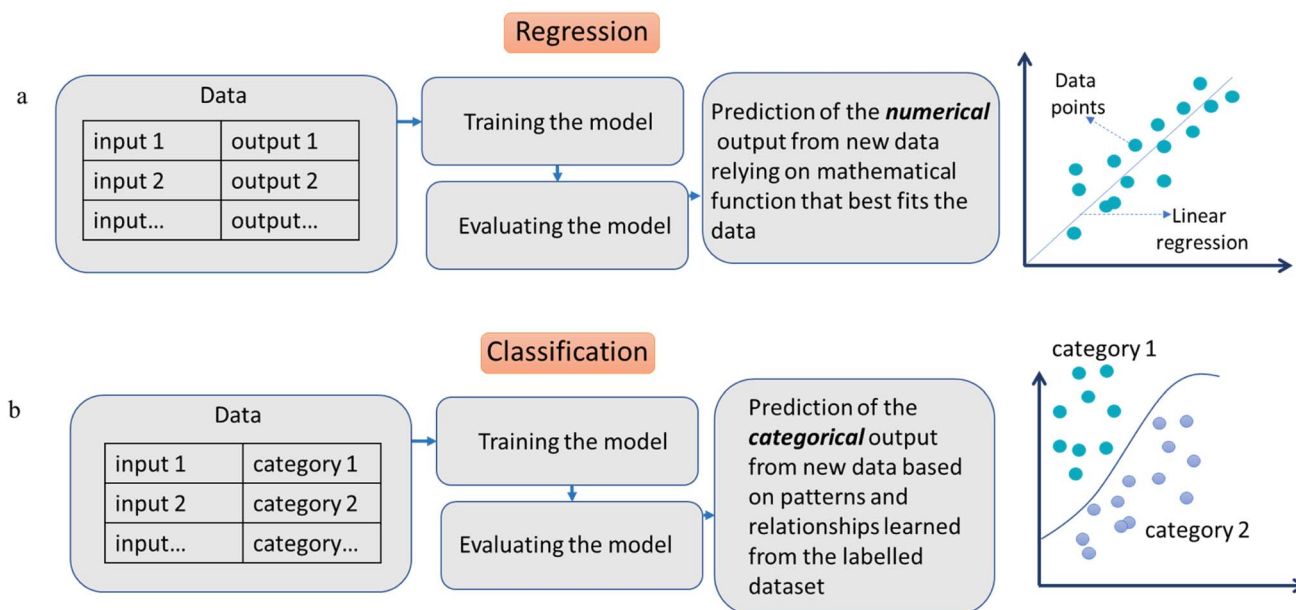 Regression
a
Data
input 1 output 1
input 2 output 2
input... output...
Training the model
Evaluating the model
Prediction of the numerical
output from new data
relying on mathematical
function that best fits the
data
Data
points
Linear
regression
Classification
b
Data
input 1 category 1
input 2 category 2
input... category...
Training the model
Evaluating the model
Prediction of the
categorical output
from new data based
on patterns and
relationships learned
from the labelled
dataset
category 1
category 2